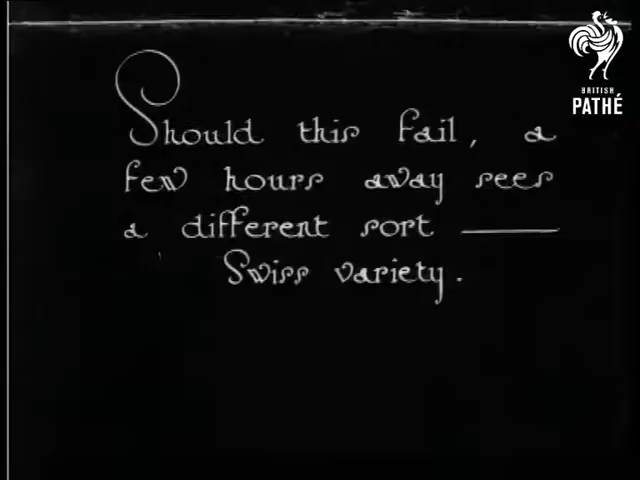 BRITISH
PATHÉ
Should this fail, a
few hours away sees
a different sort ——
Swiss variety.